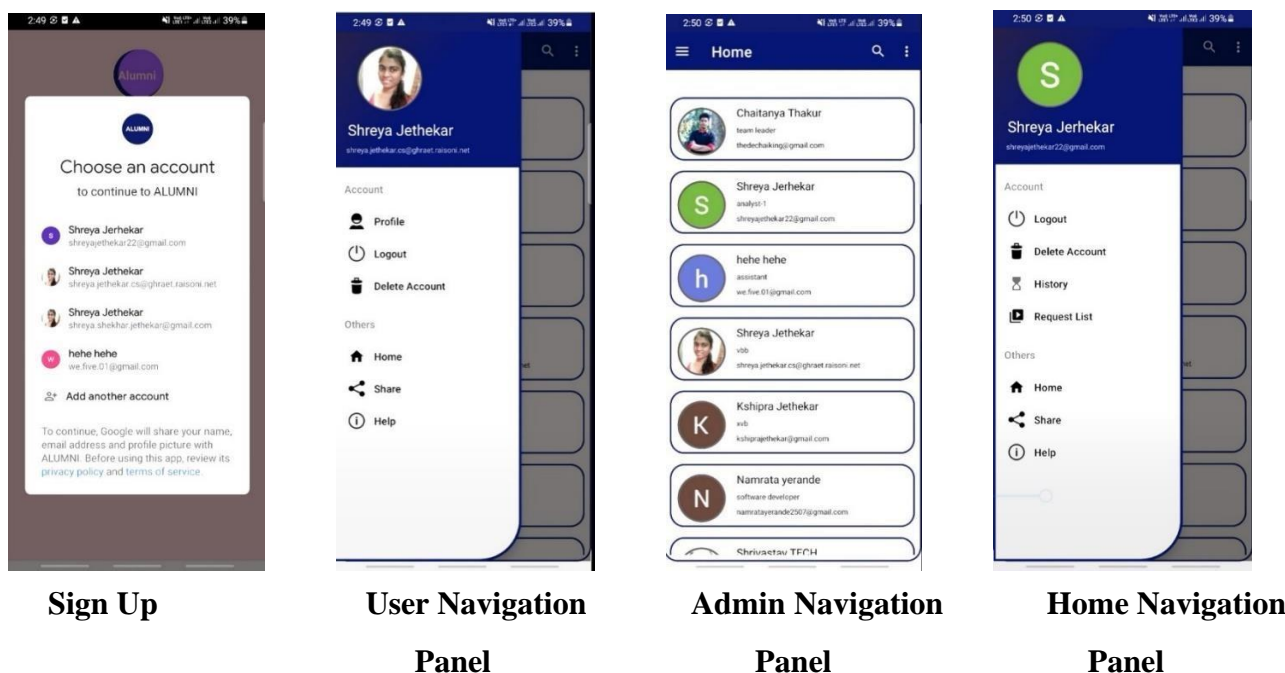 2:49
39%
Alumni
ALUMNI
Choose an account
to continue to ALUMNI
S
Shreya Jerhekar
shreyajethekar22@gmail.com
Shreya Jethekar
shreya.jethekar.cs@ghraet.raisoni.net
Shreya Jethekar
shreya.shekhar.jethekar@gmail.com
w
hehe hehe
we.five.01@gmail.com
Add another account
To continue, Google will share your name,
email address and profile picture with
ALUMNI. Before using this app, review its
privacy policy and terms of service.
Sign Up
2:49
39%
Shreya Jethekar
shreya.jethekar.cs@ghraet.raisoni.net
Account
Profile
Logout
Delete Account
Others
Home
Share
Help
net
User Navigation
Panel
2:50
39%
Home
Chaitanya Thakur
team leader
thedechaiking@gmail.com
S
Shreya Jerhekar
analyst-1
shreyajethekar22@gmail.com
h
hehe hehe
assistant
we.five.01@gmail.com
Shreya Jethekar
vbb
shreya.jethekar.cs@ghraet.raisoni.net
K
Kshipra Jethekar
kshiprajethekar@gmail.com
N
Namrata yerande
software developer
namratayerande2507@gmail.com
Shrivastav TECH
Admin Navigation
Panel
2:50
39%
S
Shreya Jerhekar
shreyajethekar22@gmail.com
Account
Logout
Delete Account
History
Request List
Others
Home
Share
Help
net
Home Navigation
Panel